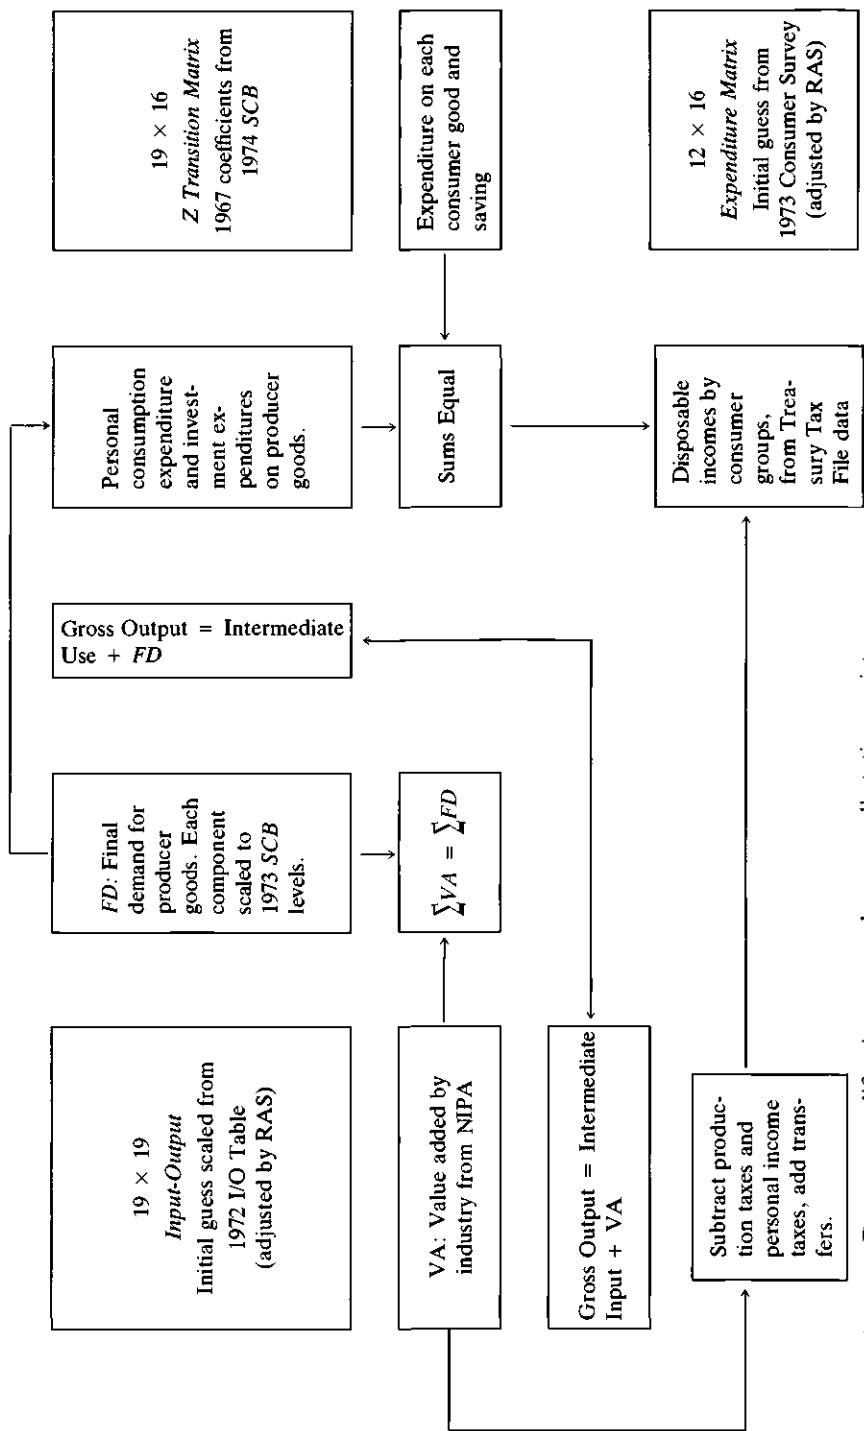 19 × 19
Input-Output
Initial guess scaled from
1972 I/O Table
(adjusted by RAS)
FD: Final
demand for
producer
goods. Each
component
scaled to
1973 SCB
levels.
Gross Output = Intermediate
Use + FD
Personal
consumption
expenditure
and invest-
ment ex-
penditures
on producer
goods.
19 × 16
Z Transition Matrix
1967 coefficients from
1974 SCB
VA: Value added by
industry from NIPA
∑VA = ∑FD
Sums Equal
Expenditure on each
consumer good and
saving
Gross Output = Intermediate
Input + VA
Subtract produc-
tion taxes and
personal income
taxes, add trans-
fers.
Disposable
incomes by
consumer
groups,
from Trea-
sury Tax
File data
12 × 16
Expenditure Matrix
Initial guess from
1973 Consumer Survey
(adjusted by RAS)